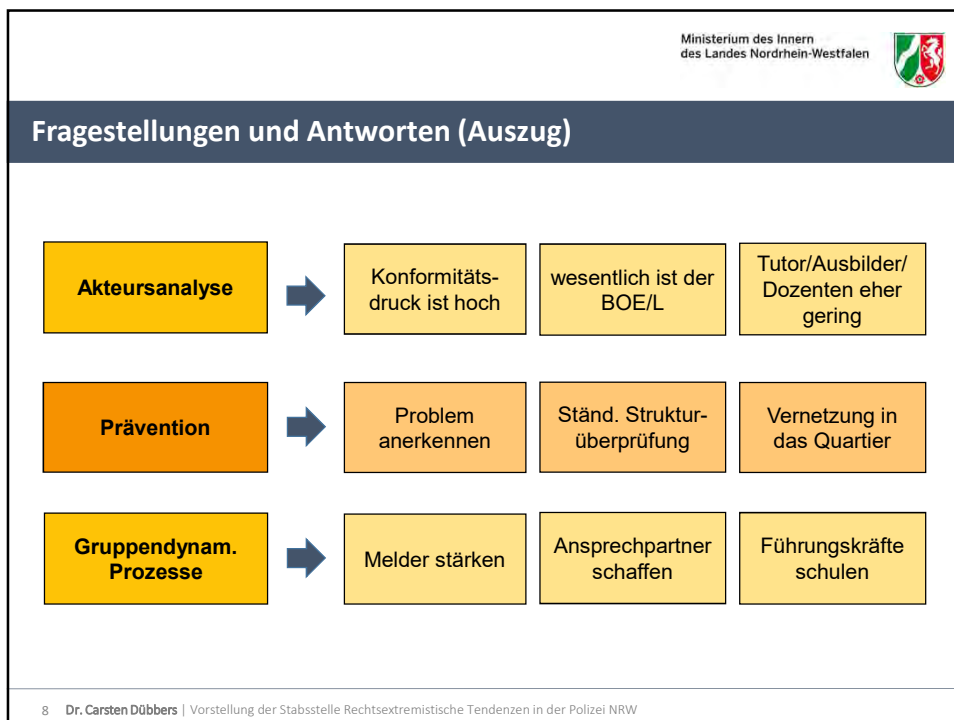 Ministerium des Innern
des Landes Nordrhein-Westfalen
Fragestellungen und Antworten (Auszug)
Akteursanalyse
Konformitäts-
druck ist hoch
wesentlich ist der
BOE/L
Tutor/Ausbilder/
Dozenten eher
gering
Prävention
Problem
anerkennen
Ständ. Struktur-
überprüfung
Vernetzung in
das Quartier
Gruppendynam.
Prozesse
Melder stärken
Ansprechpartner
schaffen
Führungskräfte
schulen
8 Dr. Carsten Dübbers | Vorstellung der Stabsstelle Rechtsextremistische Tendenzen in der Polizei NRW